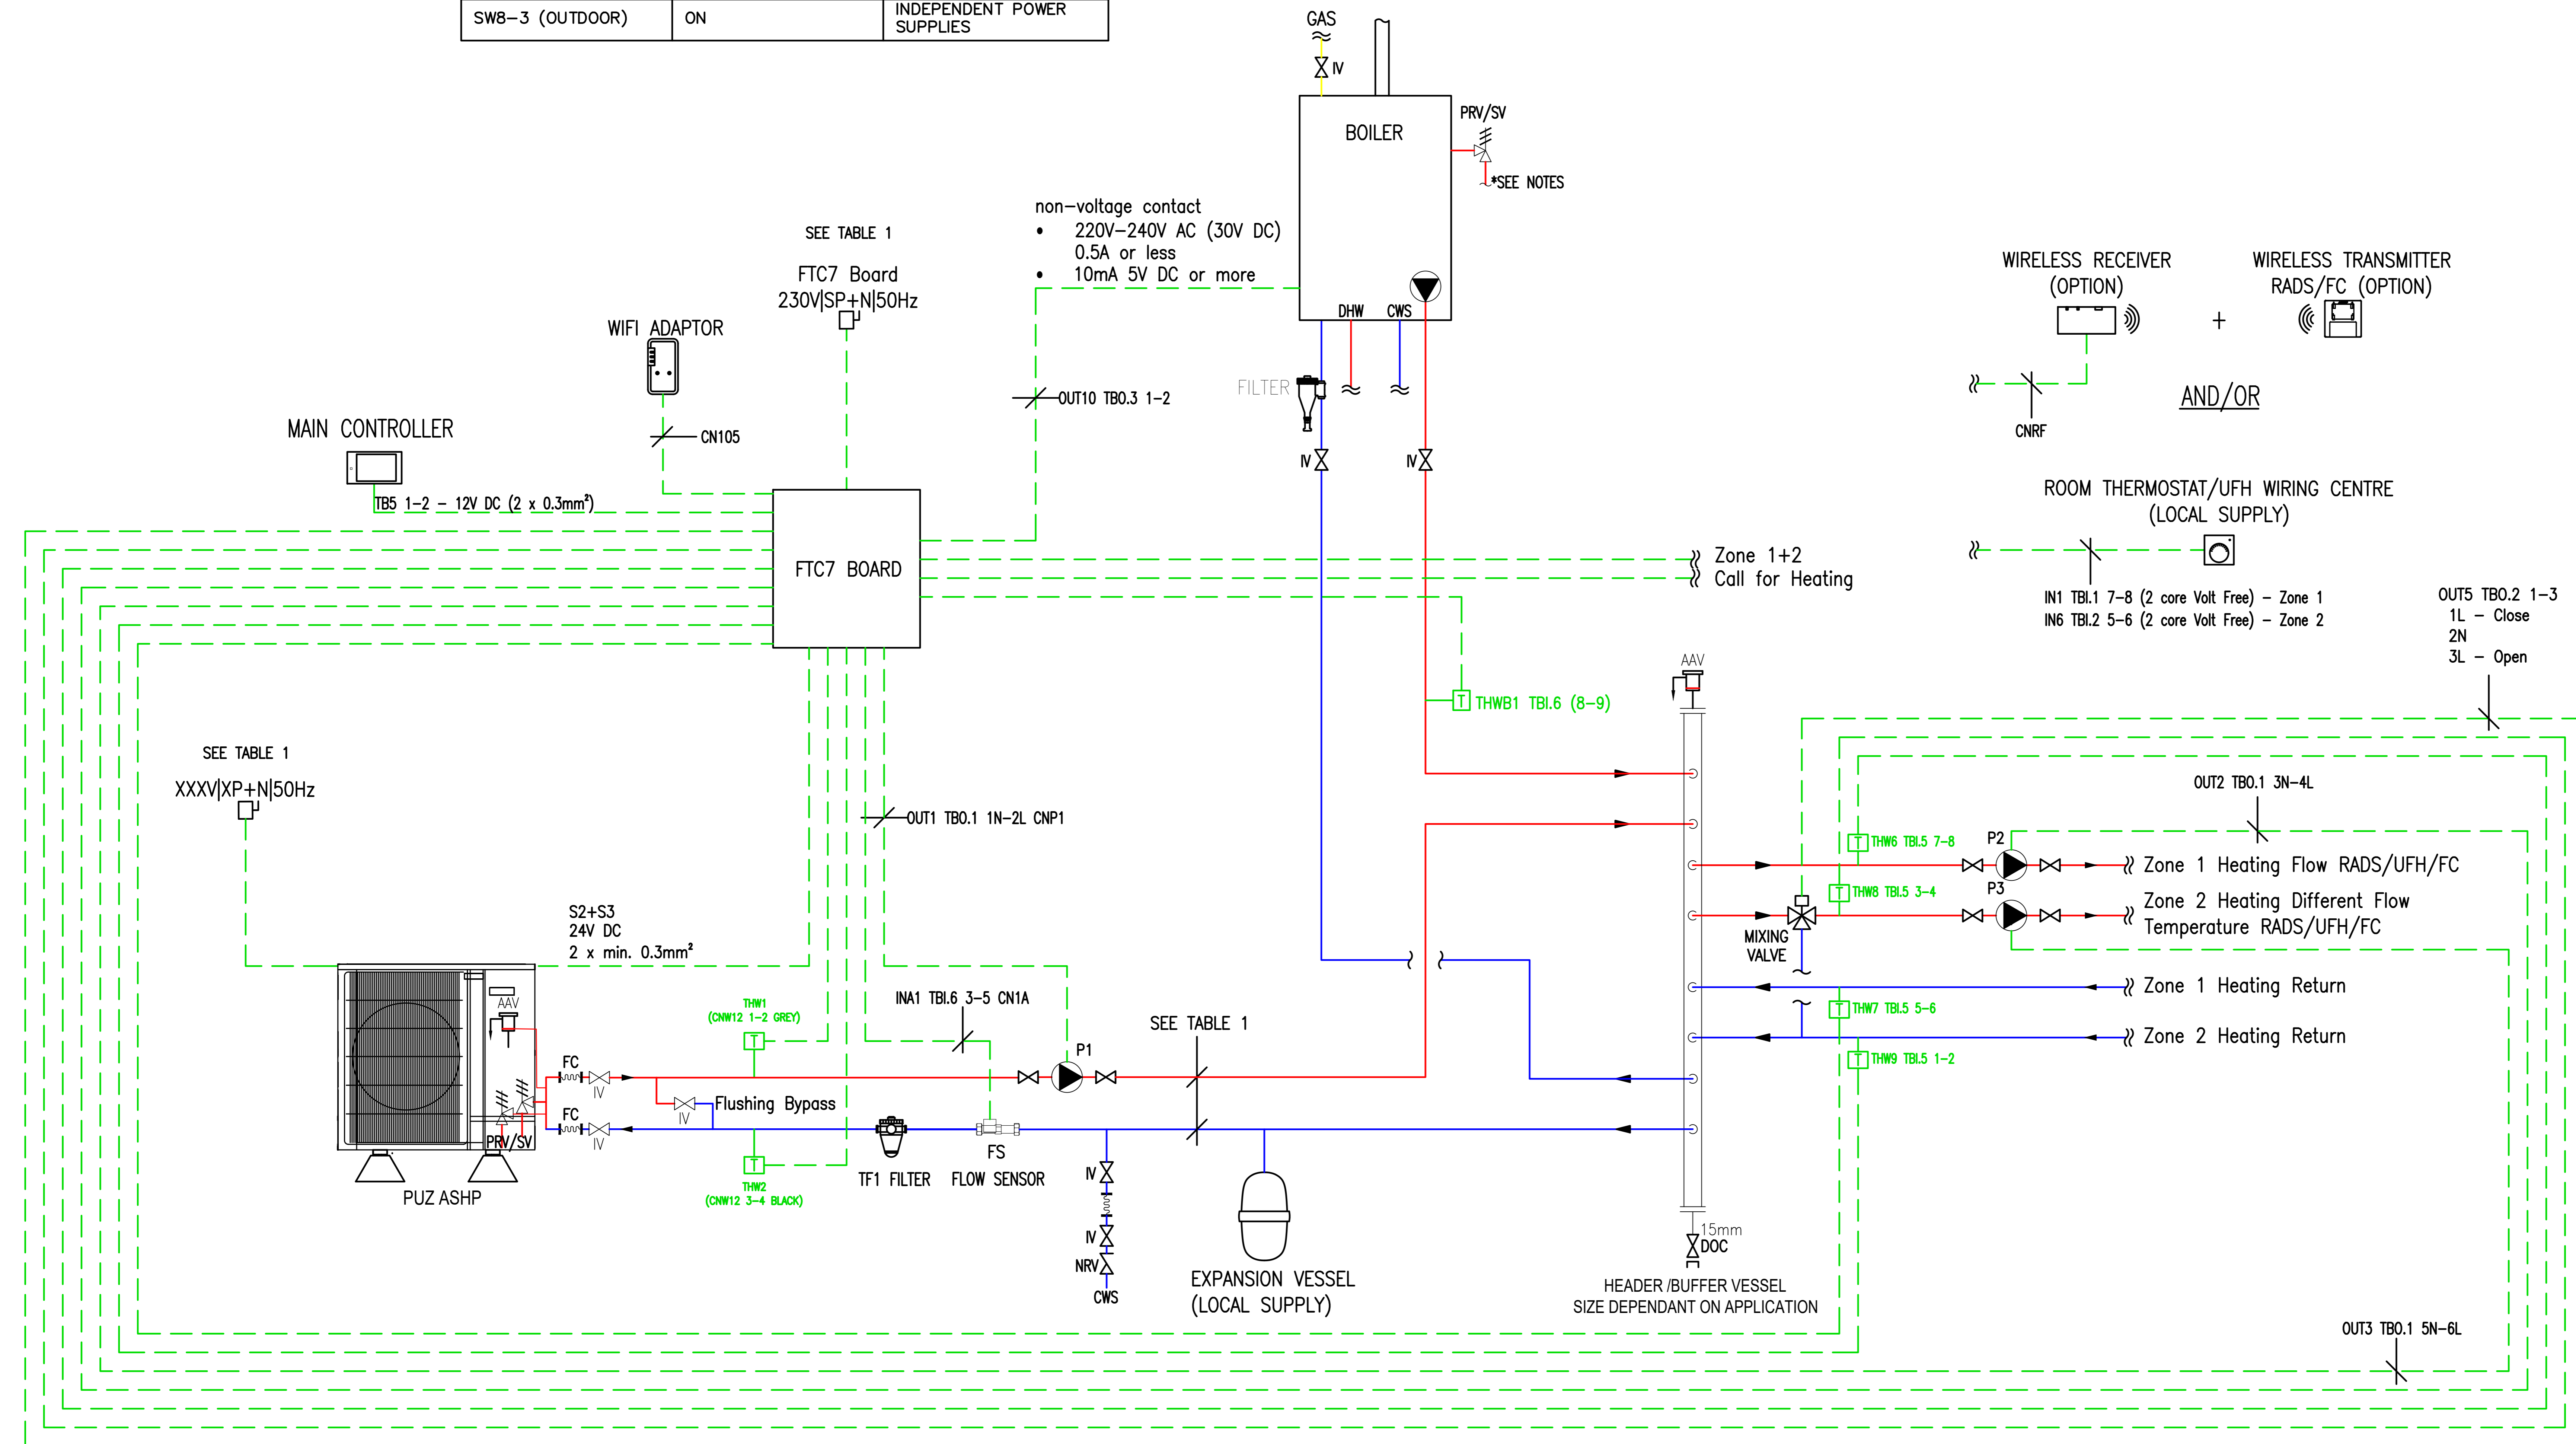 SW8-3 (OUTDOOR)
ON
INDEPENDENT POWER
SUPPLIES
GAS
IV
BOILER
PRV/SV
*SEE NOTES
non-voltage contact
• 220V-240V AC (30V DC)
0.5A or less
• 10mA 5V DC or more
SEE TABLE 1
FTC7 Board
230V|SP+N|50Hz
WIRELESS RECEIVER
(OPTION)
+
WIRELESS TRANSMITTER
RADS/FC (OPTION)
WIFI ADAPTOR
DHW
CWS
FILTER
OUT10 TBO.3 1-2
AND/OR
CNRF
MAIN CONTROLLER
CN105
IV
IV
TB5 1-2 - 12V DC (2 x 0.3mm²)
ROOM THERMOSTAT/UFH WIRING CENTRE
(LOCAL SUPPLY)
FTC7 BOARD
Zone 1+2
Call for Heating
IN1 TBI.1 7-8 (2 core Volt Free) - Zone 1
IN6 TBI.2 5-6 (2 core Volt Free) - Zone 2
OUT5 TBO.2 1-3
1L - Close
2N
3L - Open
AAV
T THWB1 TBI.6 (8-9)
SEE TABLE 1
XXXV|XP+N|50Hz
OUT1 TBO.1 1N-2L CNP1
OUT2 TBO.1 3N-4L
T THW6 TBI.5 7-8
P2
Zone 1 Heating Flow RADS/UFH/FC
T THW8 TBI.5 3-4
P3
Zone 2 Heating Different Flow
Temperature RADS/UFH/FC
MIXING
VALVE
S2+S3
24V DC
2 x min. 0.3mm²
Zone 1 Heating Return
T THW7 TBI.5 5-6
Zone 2 Heating Return
T THW9 TBI.5 1-2
THW1
(CNW12 1-2 GREY)
T
INA1 TBI.6 3-5 CN1A
SEE TABLE 1
P1
AAV
FC
IV
Flushing Bypass
IV
FC
IV
PRV/SV
T
THW2
(CNW12 3-4 BLACK)
TF1 FILTER
FS
FLOW SENSOR
PUZ ASHP
IV
IV
NRV
CWS
EXPANSION VESSEL
(LOCAL SUPPLY)
15mm
DOC
HEADER /BUFFER VESSEL
SIZE DEPENDANT ON APPLICATION
OUT3 TBO.1 5N-6L